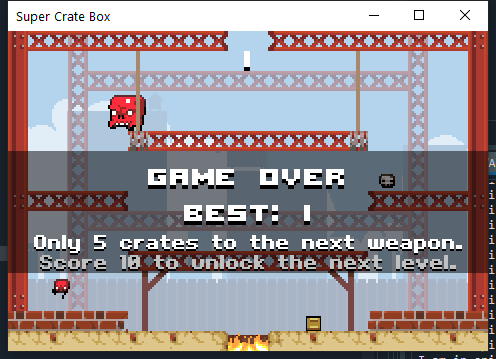 Super Crate Box
1
GAME OVER
BEST: 1
Only 5 crates to the next weapon.
Score 10 to unlock the next level.